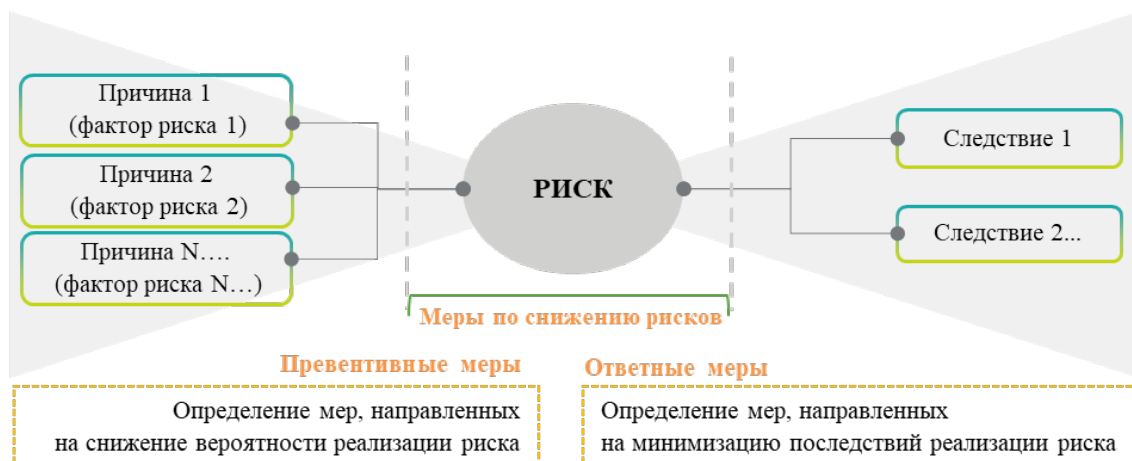 Причина 1
(фактор риска 1)
Причина 2
(фактор риска 2)
Причина N….
(фактор риска N…)
РИСК
Следствие 1
Следствие 2...
Меры по снижению рисков
Превентивные меры
Определение мер, направленных
на снижение вероятности реализации риска
Ответные меры
Определение мер, направленных
на минимизацию последствий реализации риска